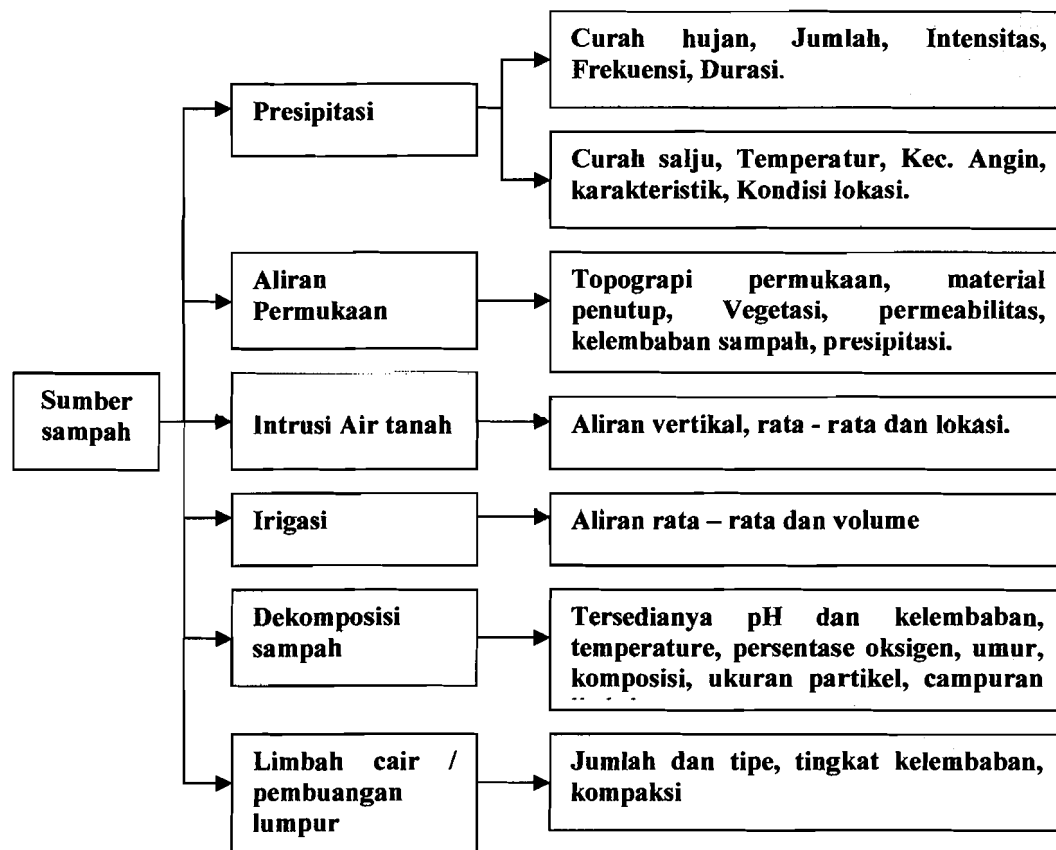 Curah hujan, Jumlah, Intensitas,
Frekuensi, Durasi.
Presipitasi
Curah salju, Temperatur, Kec. Angin,
karakteristik, Kondisi lokasi.
Aliran
Permukaan
Topograpi permukaan, material
penutup, Vegetasi, permeabilitas,
kelembaban sampah, presipitasi.
Sumber
sampah
Intrusi Air tanah
Aliran vertikal, rata - rata dan lokasi.
Irigasi
Aliran rata – rata dan volume
Dekomposisi
sampah
Tersedianya pH dan kelembaban,
temperature, persentase oksigen, umur,
komposisi, ukuran partikel, campuran
Limbah cair /
pembuangan
lumpur
Jumlah dan tipe, tingkat kelembaban,
kompaksi